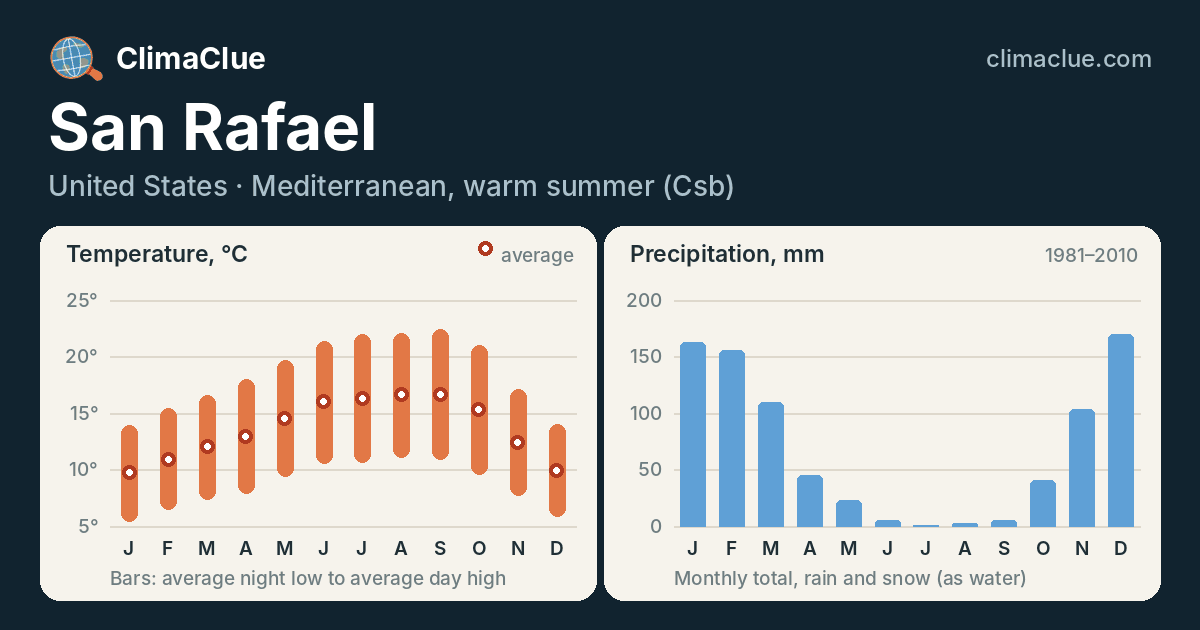 ClimaClue
climaclue.com
San Rafael
United States · Mediterranean, warm summer (Csb)
Temperature, °C
average
25°
20°
15°
10°
5°
J F M A M J J A S O N D
Bars: average night low to average day high
Precipitation, mm
1981–2010
200
150
100
50
0
J F M A M J J A S O N D
Monthly total, rain and snow (as water)